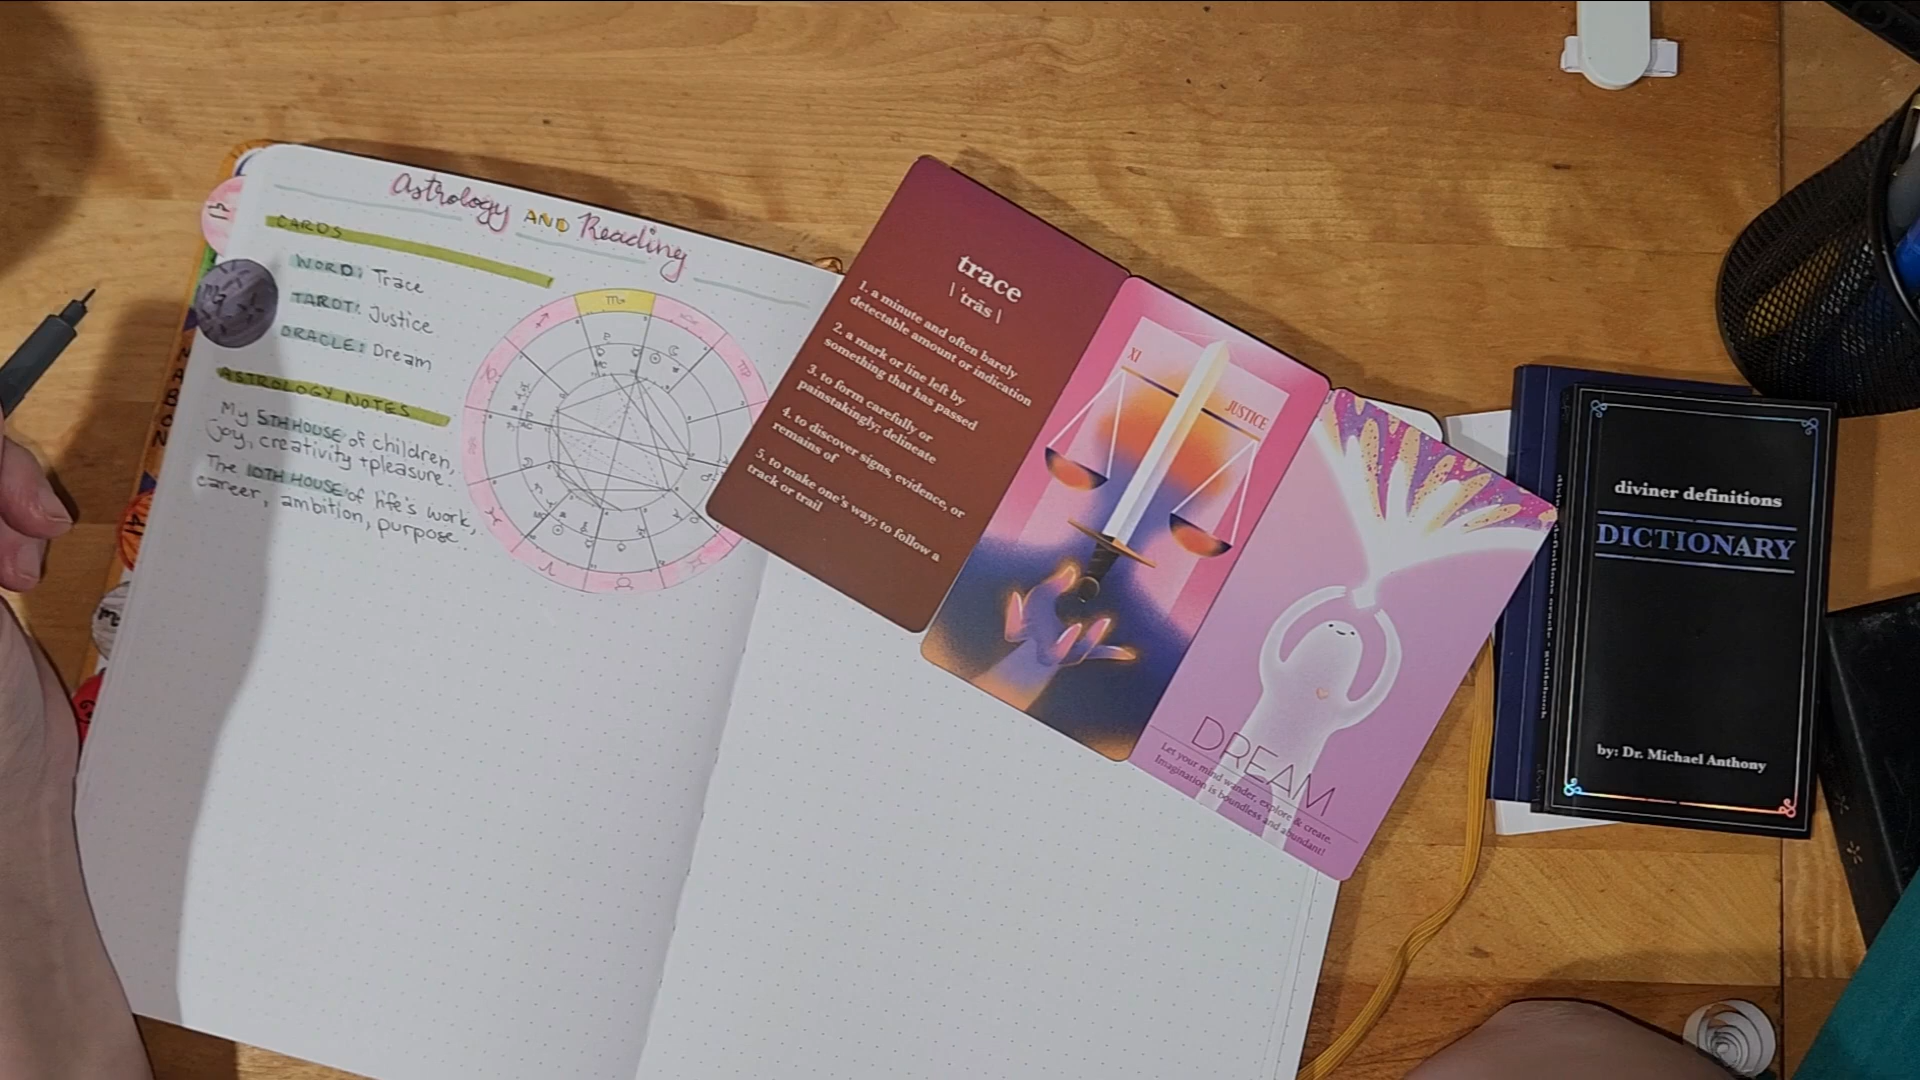 Astrology AND Reading
CARDS
WORD: Trace
TAROT: Justice
ORACLE: Dream
ASTROLOGY NOTES
My 5TH HOUSE of children,
joy, creativity + pleasure.
The 10TH HOUSE of life's work,
career, ambition, purpose.
trace
| 'trās |
1. a minute and often barely
detectable amount or indication
2. a mark or line left by
something that has passed
3. to form carefully or
painstakingly; delineate
4. to discover signs, evidence, or
remains of
5. to make one's way; to follow a
track or trail
XI
JUSTICE
DREAM
Let your mind wander, explore & create.
Imagination is boundless and abundant!
diviner definitions
DICTIONARY
by: Dr. Michael Anthony